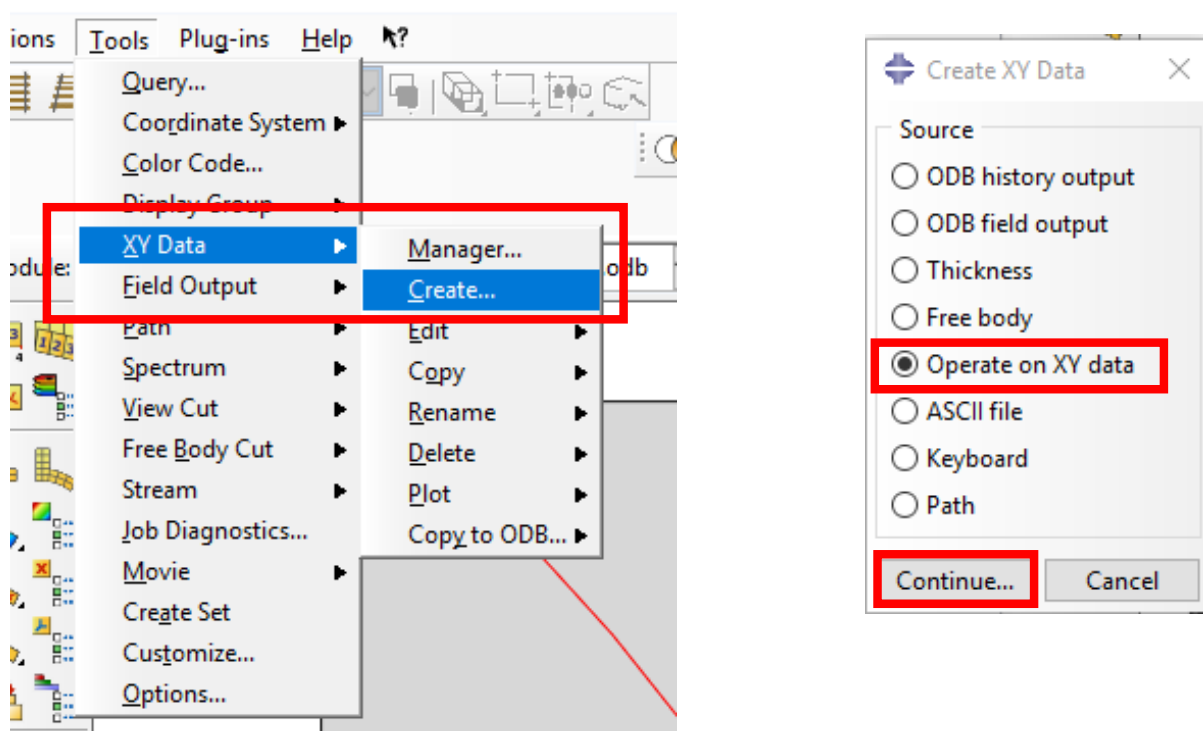 ions Tools Plug-ins Help
Query...
Coordinate System
Color Code...
Display Group
XY Data
Field Output
Path
Spectrum
View Cut
Free Body Cut
Stream
Job Diagnostics...
Movie
Create Set
Customize...
Options...
Manager...
Create...
Edit
Copy
Rename
Delete
Plot
Copy to ODB...
odule:
.odb
Create XY Data
Source
ODB history output
ODB field output
Thickness
Free body
Operate on XY data
ASCII file
Keyboard
Path
Continue... Cancel